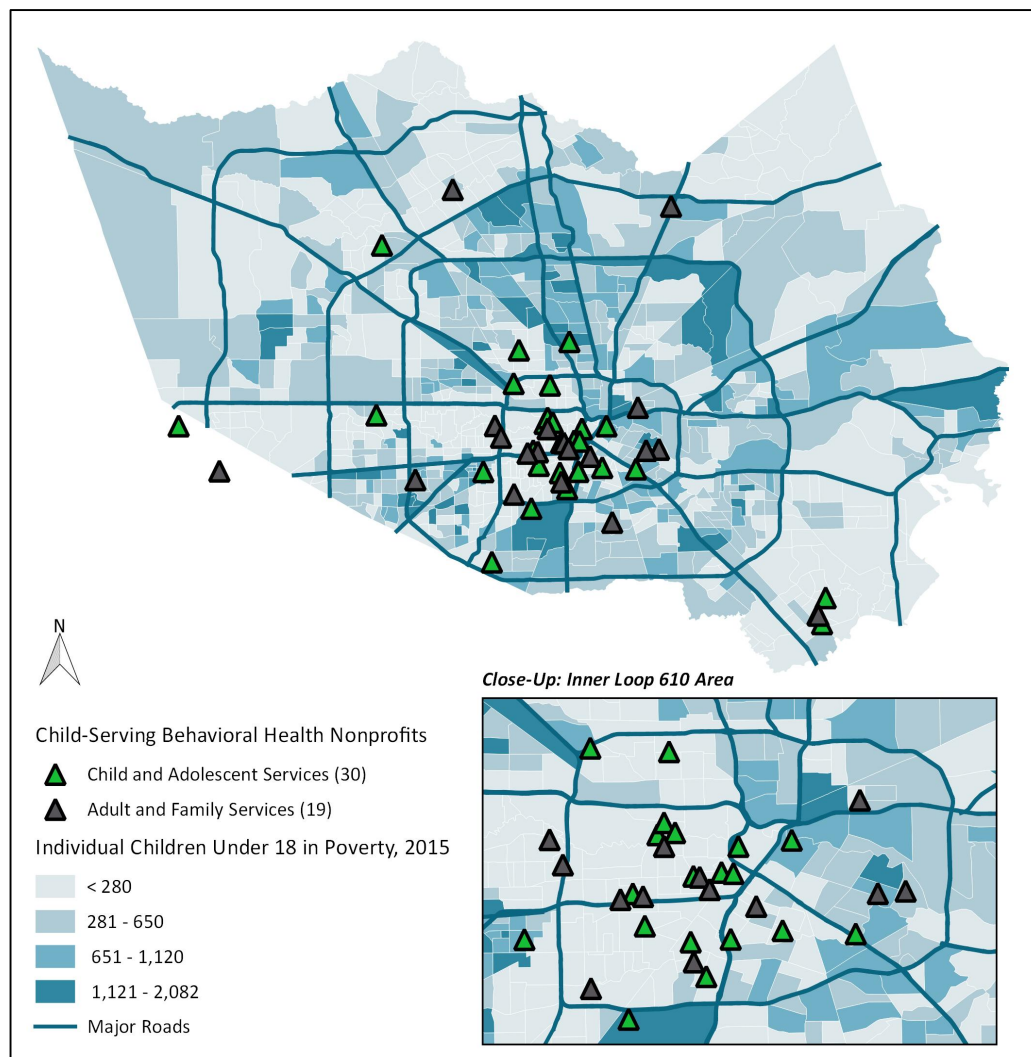 N
Close-Up: Inner Loop 610 Area
Child-Serving Behavioral Health Nonprofits
Child and Adolescent Services (30)
Adult and Family Services (19)
Individual Children Under 18 in Poverty, 2015
< 280
281 - 650
651 - 1,120
1,121 - 2,082
Major Roads